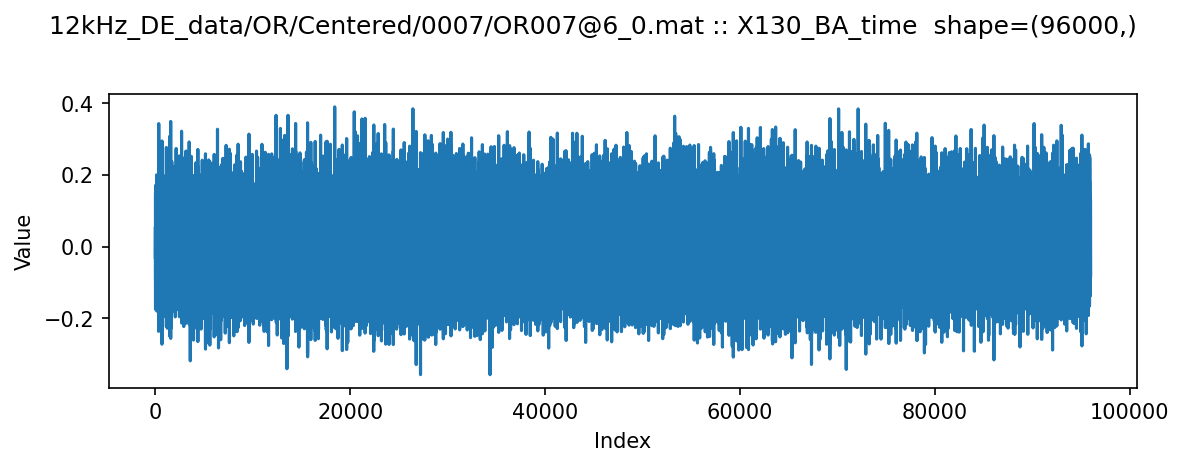 12kHz_DE_data/OR/Centered/0007/OR007@6_0.mat :: X130_BA_time  shape=(96000,)
0.4
0.2
0.0
−0.2
Value
0 20000 40000 60000 80000 100000
Index